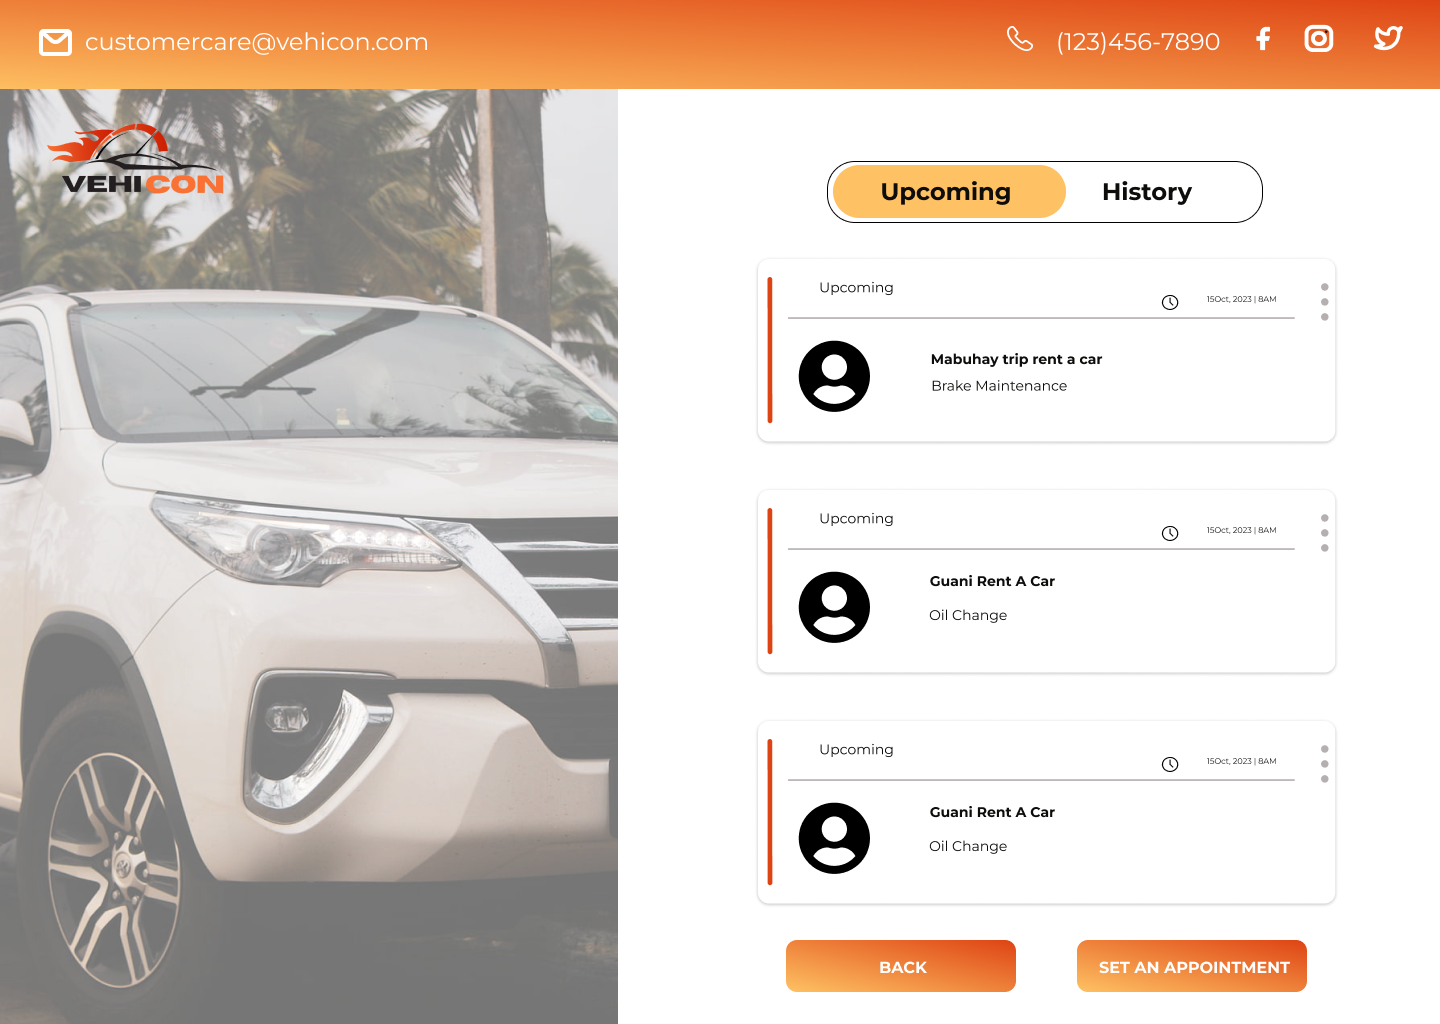 customercare@vehicon.com
(123)456-7890
VEHICON
Upcoming
History
Upcoming
15Oct, 2023 | 8AM
Mabuhay trip rent a car
Brake Maintenance
Upcoming
15Oct, 2023 | 8AM
Guani Rent A Car
Oil Change
Upcoming
15Oct, 2023 | 8AM
Guani Rent A Car
Oil Change
BACK
SET AN APPOINTMENT